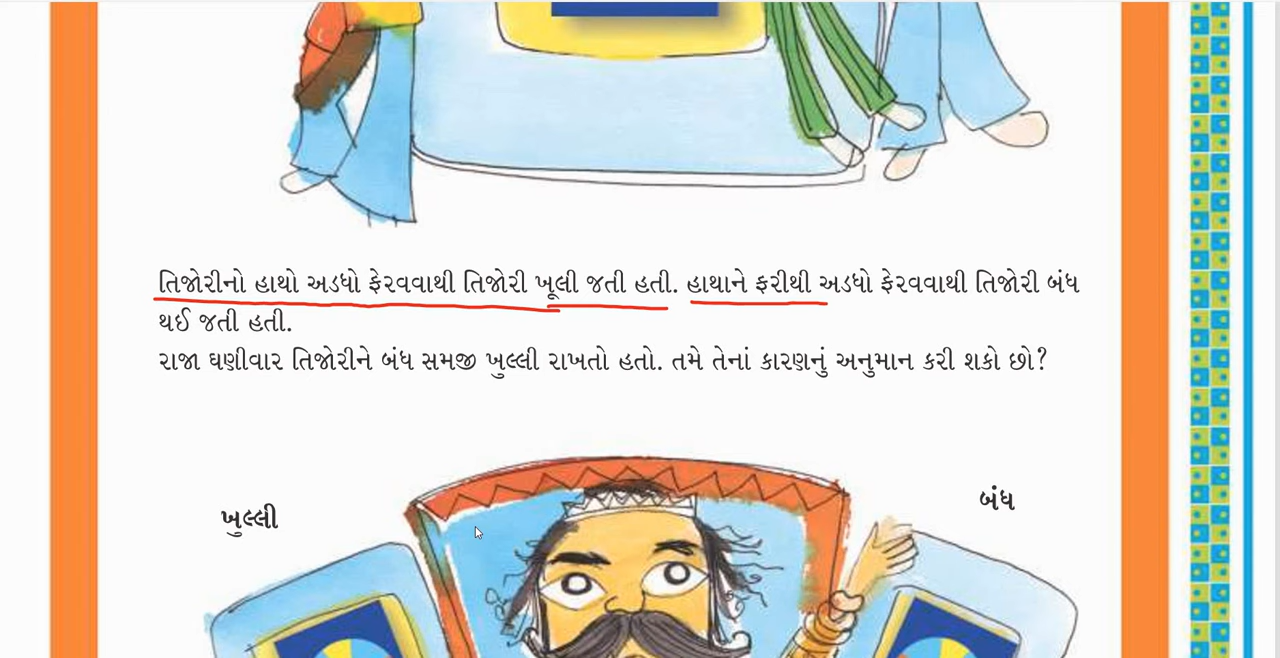 તિજોરીનો હાથો અડધો ફેરવવાથી તિજોરી ખૂલી જતી હતી. હાથાને ફરીથી અડધો ફેરવવાથી તિજોરી બંધ
થઈ જતી હતી.
રાજા ઘણીવાર તિજોરીને બંધ સમજી ખુલ્લી રાખતો હતો. તમે તેનાં કારણનું અનુમાન કરી શકો છો?
ખુલ્લી
બંધ